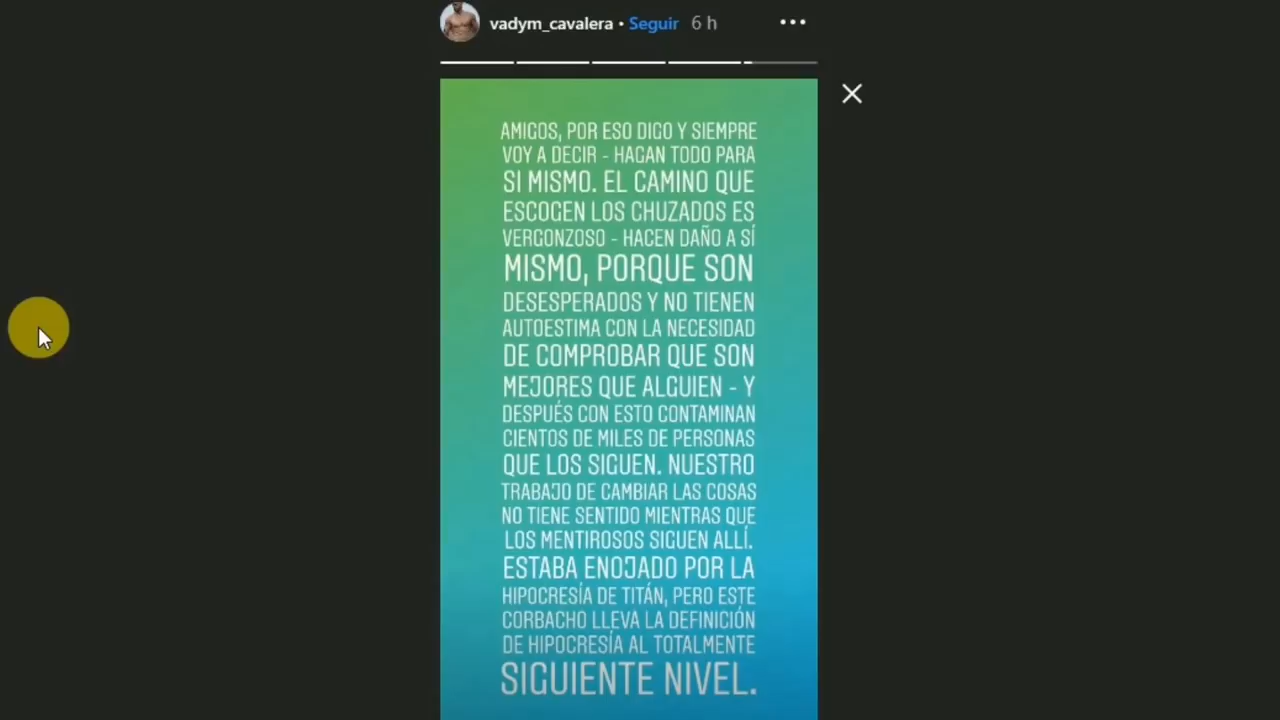 vadym_cavalera • Seguir 6 h
AMIGOS, POR ESO DIGO Y SIEMPRE
VOY A DECIR - HAGAN TODO PARA
SI MISMO. EL CAMINO QUE
ESCOGEN LOS CHUZADOS ES
VERGONZOSO - HACEN DAÑO A SÍ
MISMO, PORQUE SON
DESESPERADOS Y NO TIENEN
AUTOESTIMA CON LA NECESIDAD
DE COMPROBAR QUE SON
MEJORES QUE ALGUIEN - Y
DESPUÉS CON ESTO CONTAMINAN
CIENTOS DE MILES DE PERSONAS
QUE LOS SIGUEN. NUESTRO
TRABAJO DE CAMBIAR LAS COSAS
NO TIENE SENTIDO MIENTRAS QUE
LOS MENTIROSOS SIGUEN ALLÍ.
ESTABA ENOJADO POR LA
HIPOCRESÍA DE TITÁN, PERO ESTE
CORBACHO LLEVA LA DEFINICIÓN
DE HIPOCRESÍA AL TOTALMENTE
SIGUIENTE NIVEL.